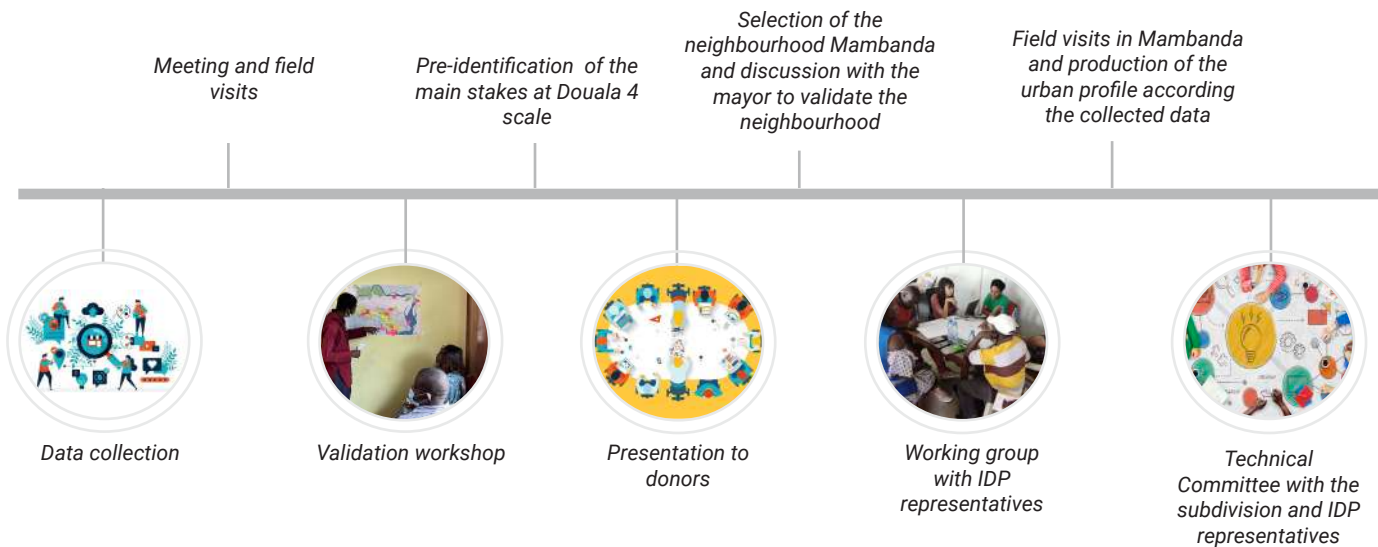 Meeting and field
visits
Pre-identification of the
main stakes at Douala 4
scale
Selection of the
neighbourhood Mambanda
and discussion with the
mayor to validate the
neighbourhood
Field visits in Mambanda
and production of the
urban profile according
the collected data
Data collection
Validation workshop
Presentation to
donors
Working group
with IDP
representatives
Technical
Committee with the
subdivision and IDP
representatives